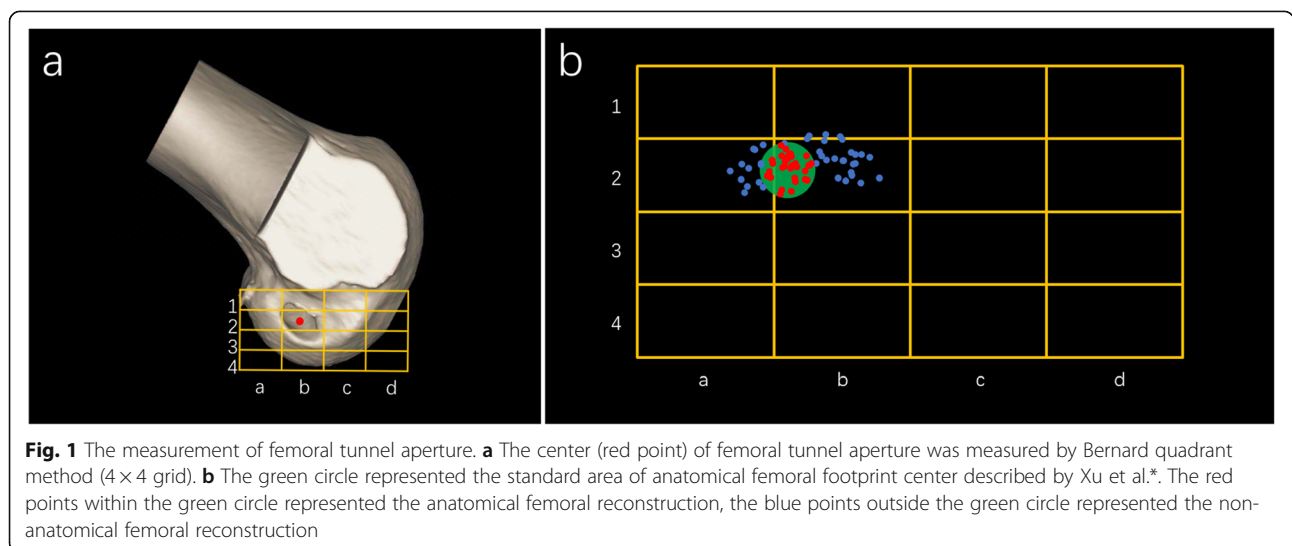 a
1
2
3
4
a b c d
b
1
2
3
4
a b c d
Fig. 1 The measurement of femoral tunnel aperture. a The center (red point) of femoral tunnel aperture was measured by Bernard quadrant
method (4 × 4 grid). b The green circle represented the standard area of anatomical femoral footprint center described by Xu et al.*. The red
points within the green circle represented the anatomical femoral reconstruction, the blue points outside the green circle represented the non-
anatomical femoral reconstruction